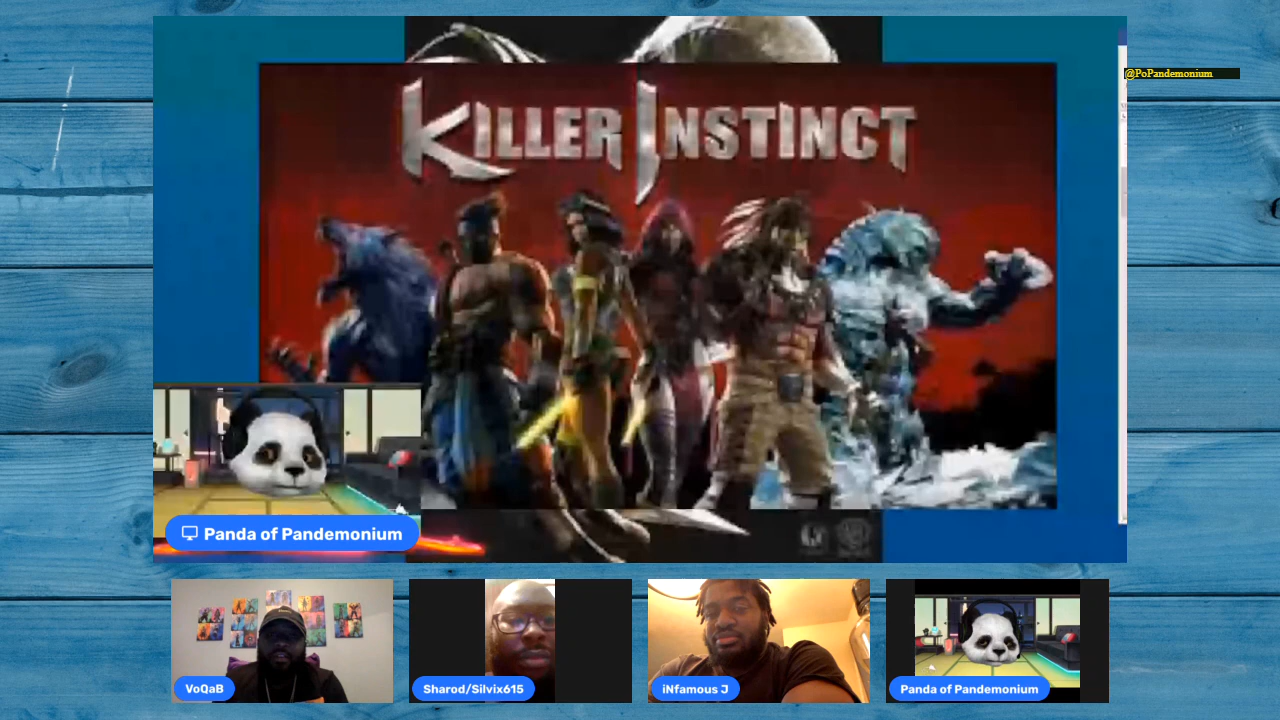 KILLER INSTINCT
@PoPandemonium
Panda of Pandemonium
VoQaB
Sharod/Silvix615
iNfamous J
Panda of Pandemonium